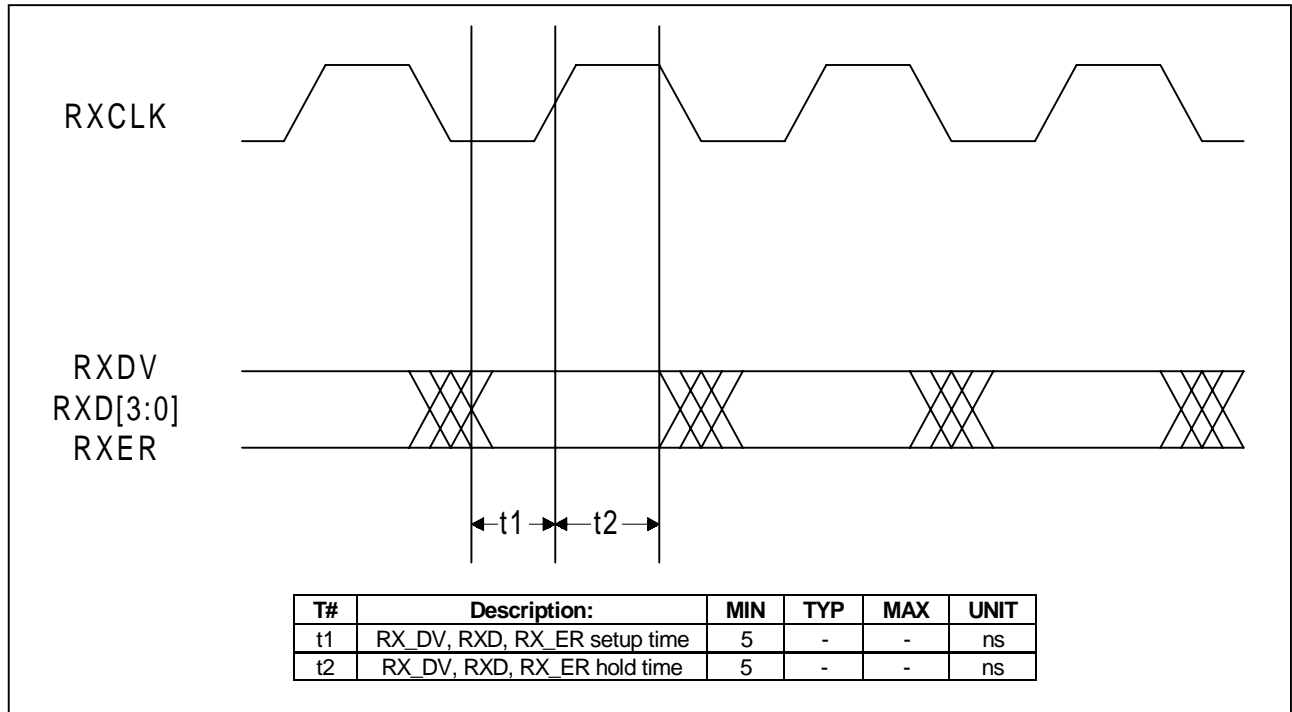 RXCLK
RXDV
RXD[3:0]
RXER
t1 t2
T# Description: MIN TYP MAX UNIT
t1 RX_DV, RXD, RX_ER setup time 5 - - ns
t2 RX_DV, RXD, RX_ER hold time 5 - - ns